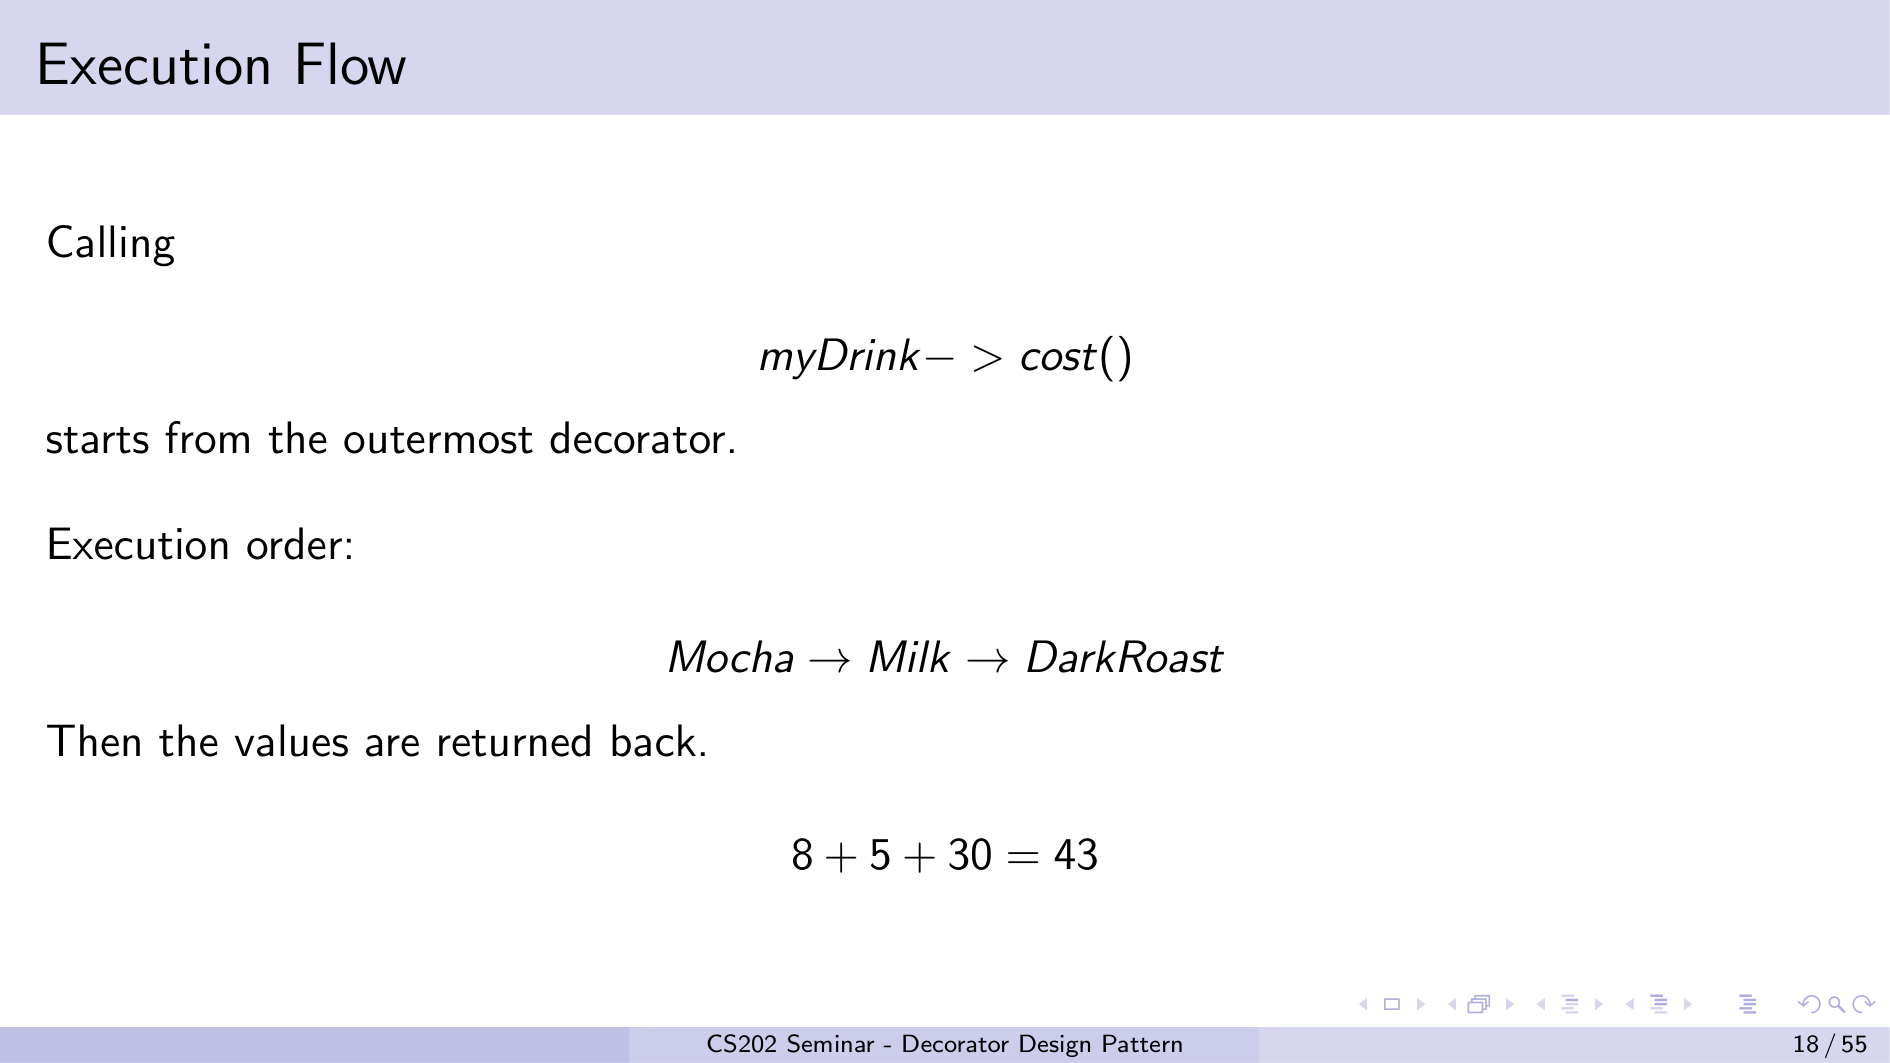 Execution Flow
Calling
myDrink− > cost()
starts from the outermost decorator.
Execution order:
Mocha → Milk → DarkRoast
Then the values are returned back.
8 + 5 + 30 = 43
CS202 Seminar - Decorator Design Pattern
18 / 55